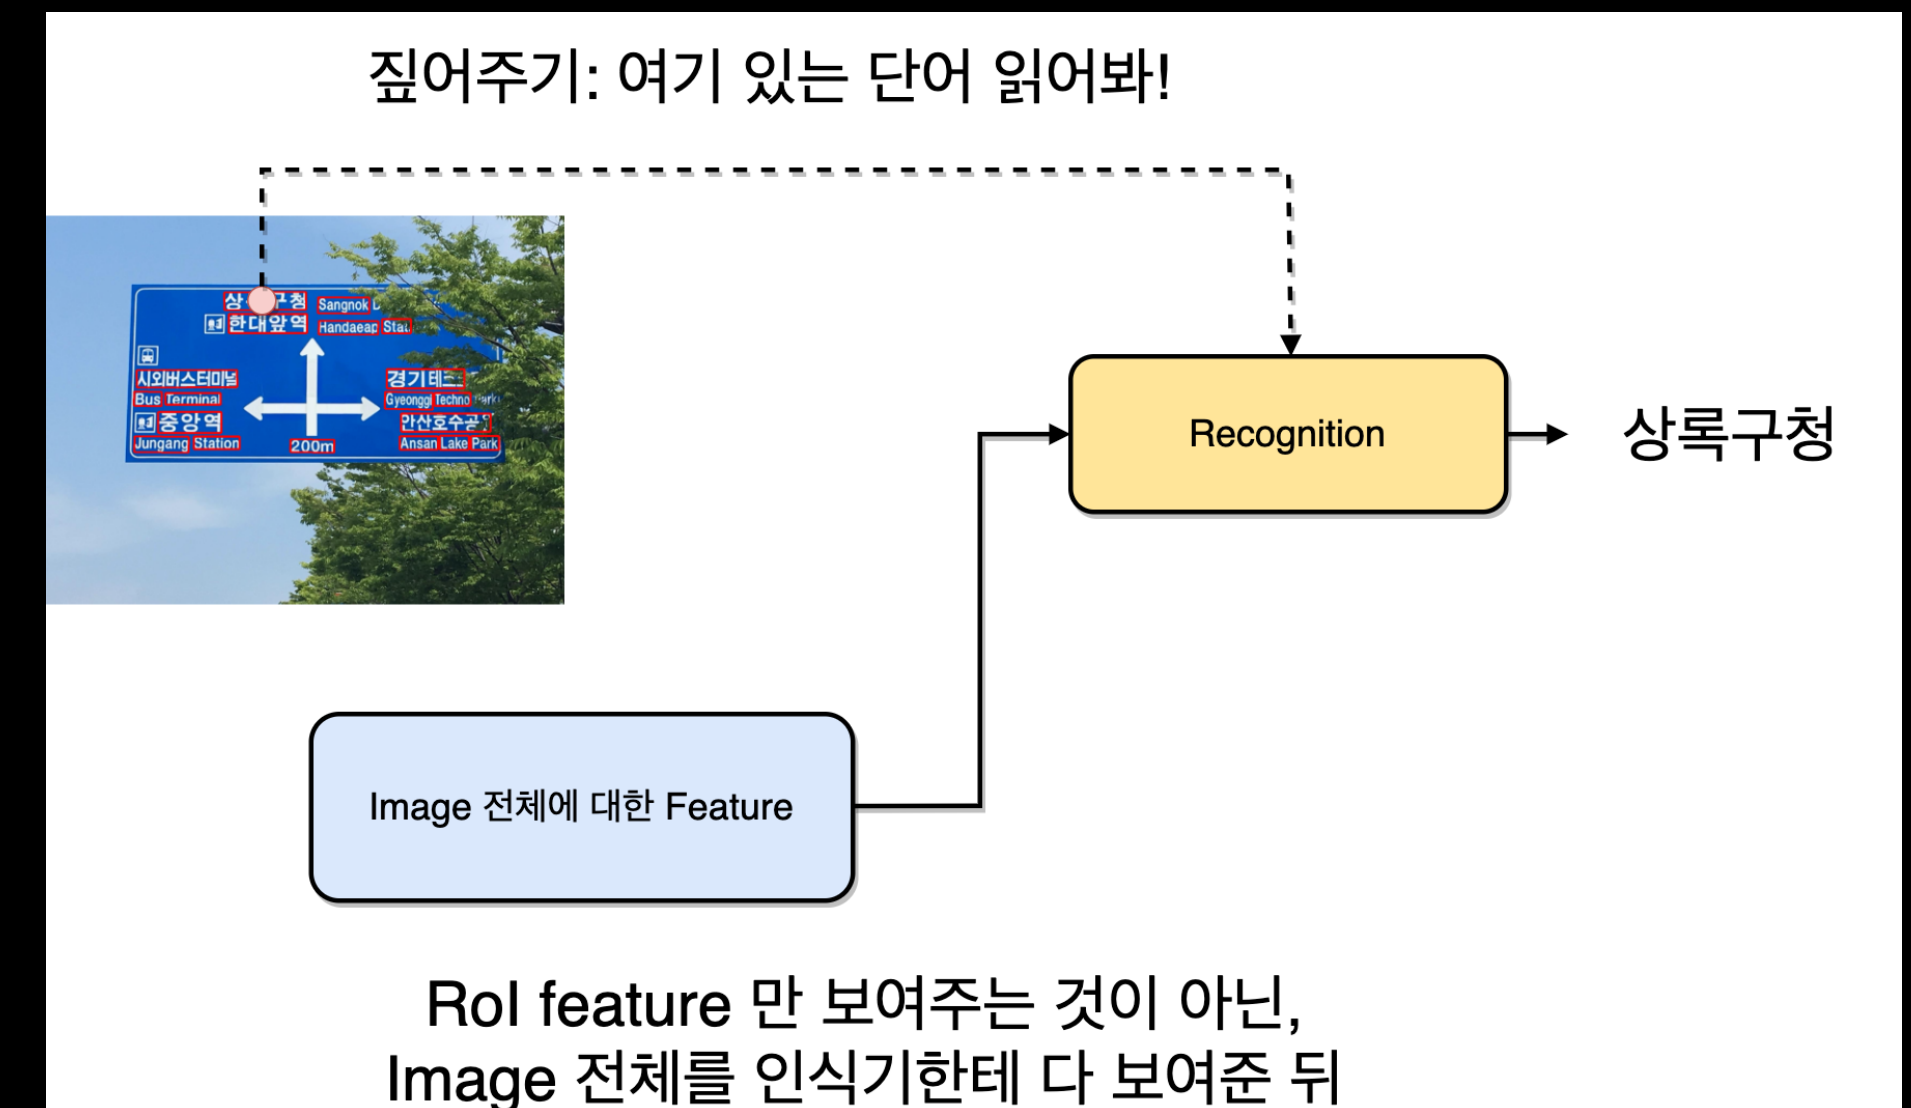 짚어주기: 여기 있는 단어 읽어봐!
구청 Sangnok
한대앞역 Handaeap
시외버스터미널
Bus Terminal
경기테크
Gyeonggi Techno
중앙역
Jungang Station
200m
안산호수공
Ansan Lake Park
Recognition
상록구청
Image 전체에 대한 Feature
RoI feature 만 보여주는 것이 아닌,
Image 전체를 인식기한테 다 보여준 뒤